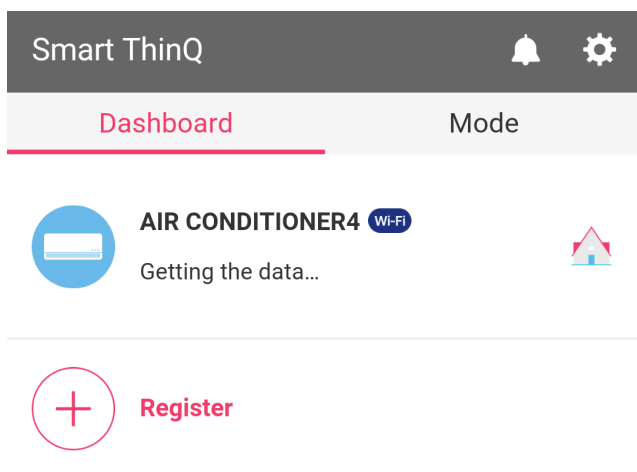 Smart ThinQ
Dashboard Mode
AIR CONDITIONER4 Wi-Fi
Getting the data...
Register